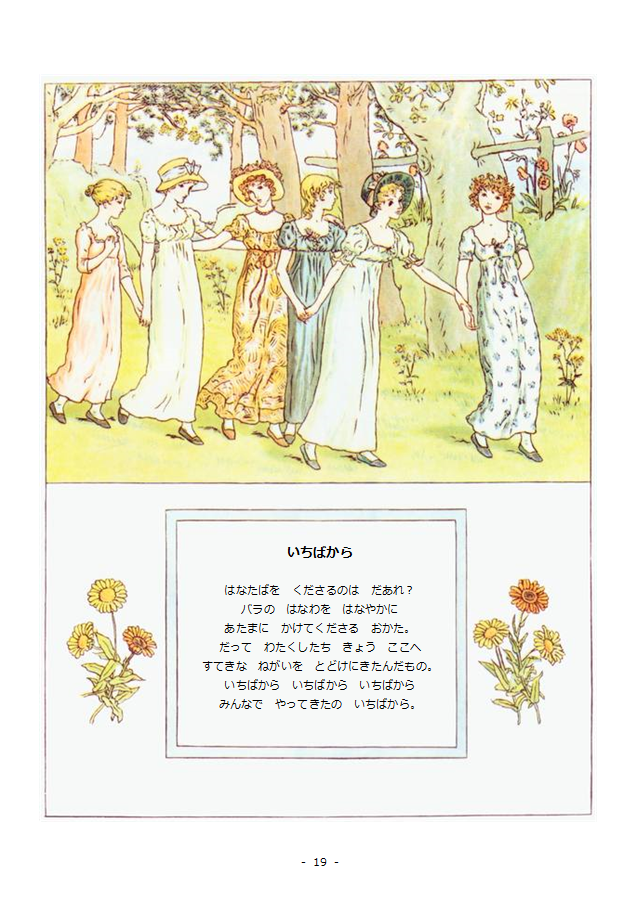 いちばから
はなたばを　くださるのは　だあれ？
バラの　はなわを　はなやかに
あたまに　かけてくださる　おかた。
だって　わたくしたち　きょう　ここへ
すてきな　ねがいを　とどけにきたんだもの。
いちばから　いちばから　いちばから
みんなで　やってきたの　いちばから。
- 19 -